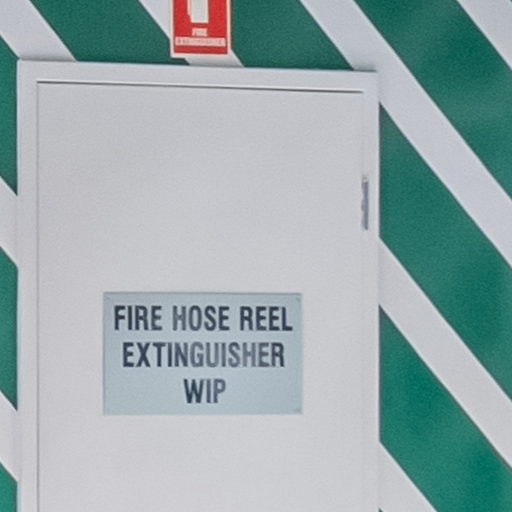 FIRE
EXTINGUISHER
FIRE HOSE REEL
EXTINGUISHER
WIP